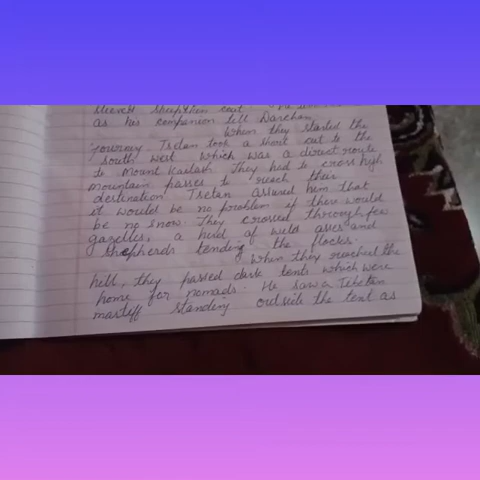 sleeved sheepskin coat
as his companion till Darchen.
When they started the
journey Tsetan took a short cut to the
south west which was a direct route
to Mount Kailash. They had to cross high
mountain passes to reach their
destination. Tsetan assured him that
it would be no problem if there would
be no snow. They crossed through few
gazelles, a herd of wild asses and
shepherds tending the flocks.
When they reached the
hell, they passed dark tents which were
home for nomads. He saw a Tibetan
mastiff standing outside the tent as